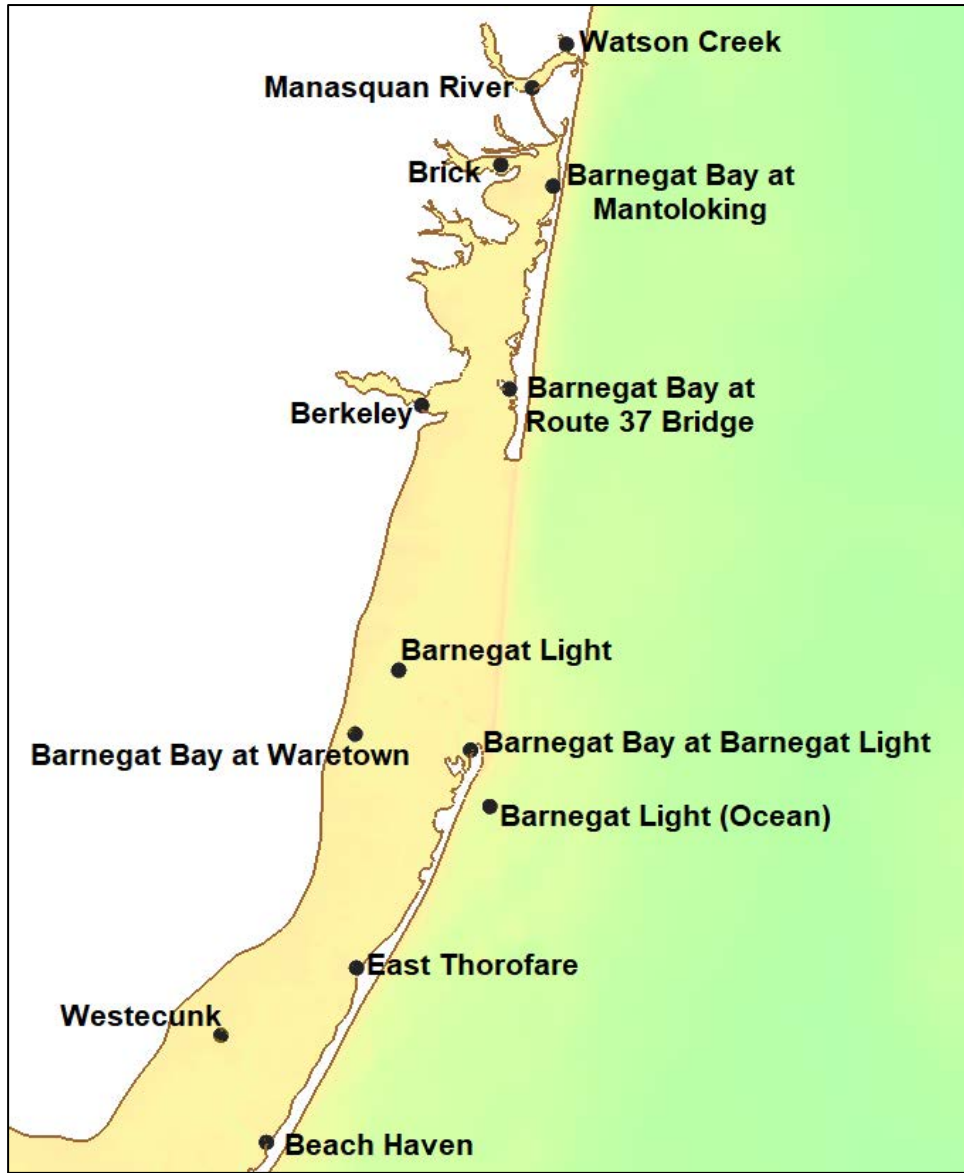 Watson Creek
Manasquan River
Brick
Barnegat Bay at
Mantoloking
Barnegat Bay at
Route 37 Bridge
Berkeley
Barnegat Light
Barnegat Bay at Waretown
Barnegat Bay at Barnegat Light
Barnegat Light (Ocean)
East Thorofare
Westecunk
Beach Haven